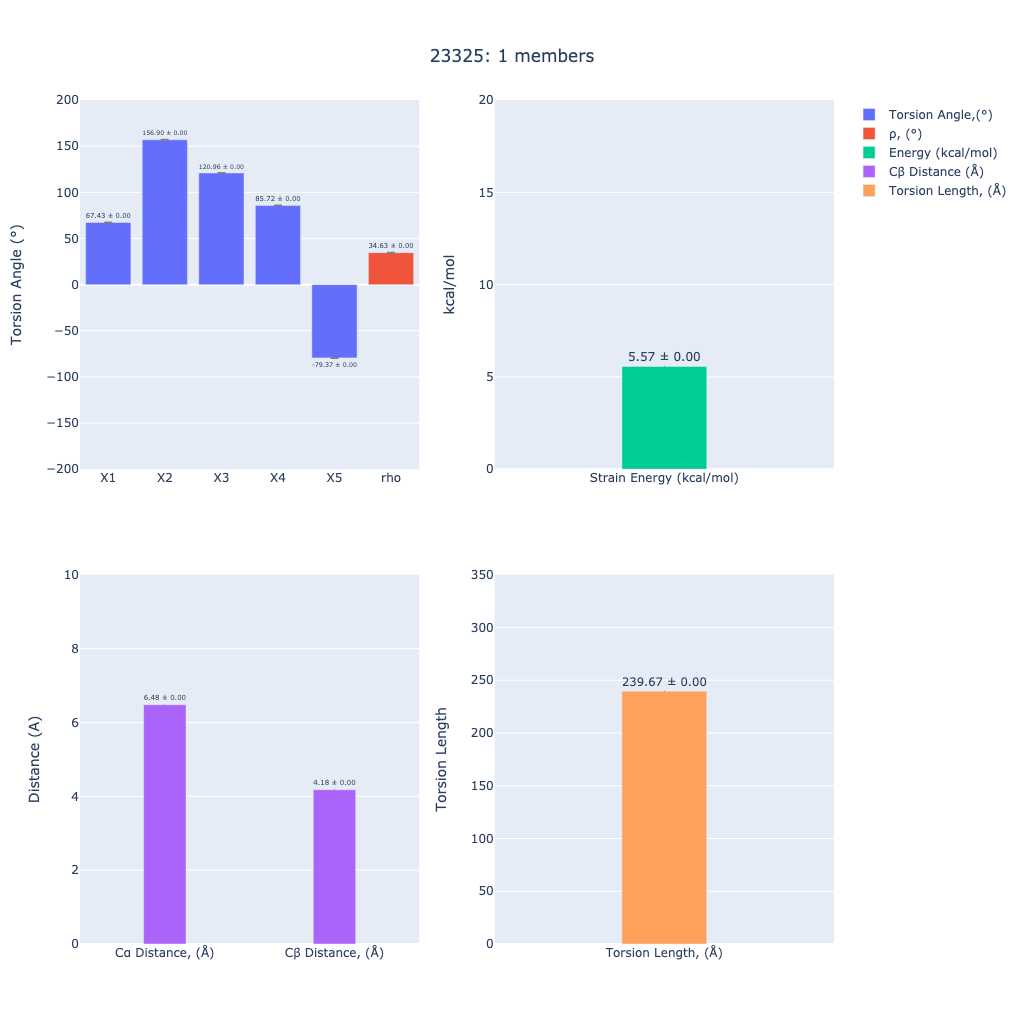 23325: 1 members
Torsion Angle (°)
200
150
100
50
0
−50
−100
−150
−200
67.43 ± 0.00
156.90 ± 0.00
120.96 ± 0.00
85.72 ± 0.00
-79.37 ± 0.00
34.63 ± 0.00
X1 X2 X3 X4 X5 rho
kcal/mol
20
15
10
5
0
5.57 ± 0.00
Strain Energy (kcal/mol)
Torsion Angle,(°)
ρ, (°)
Energy (kcal/mol)
Cβ Distance (Å)
Torsion Length, (Å)
Distance (A)
10
8
6
4
2
0
6.48 ± 0.00
4.18 ± 0.00
Cα Distance, (Å) Cβ Distance, (Å)
Torsion Length
350
300
250
200
150
100
50
0
239.67 ± 0.00
Torsion Length, (Å)